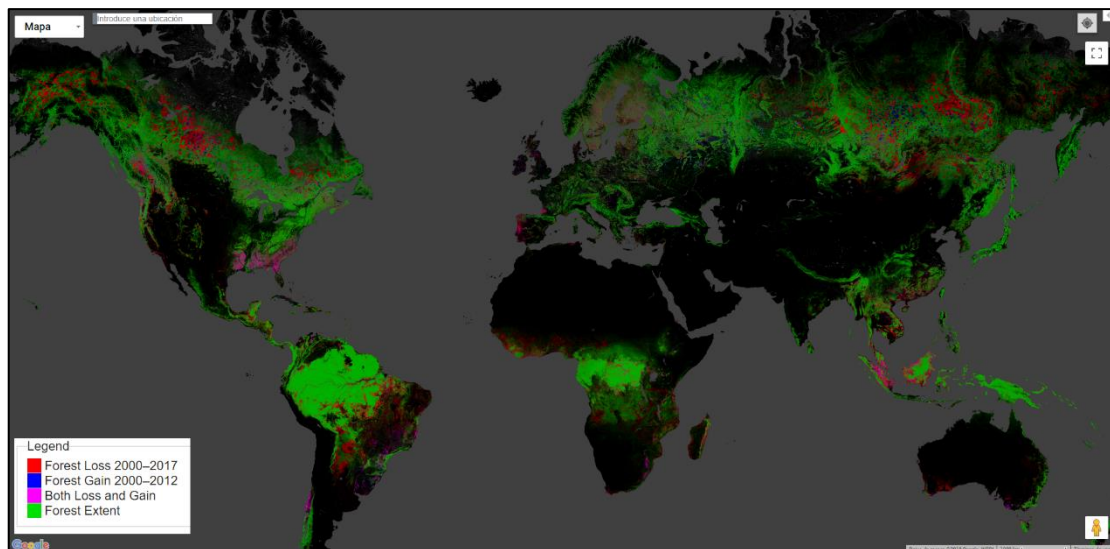 Mapa
Introduce una ubicación
Legend
Forest Loss 2000–2017
Forest Gain 2000–2012
Both Loss and Gain
Forest Extent
Google